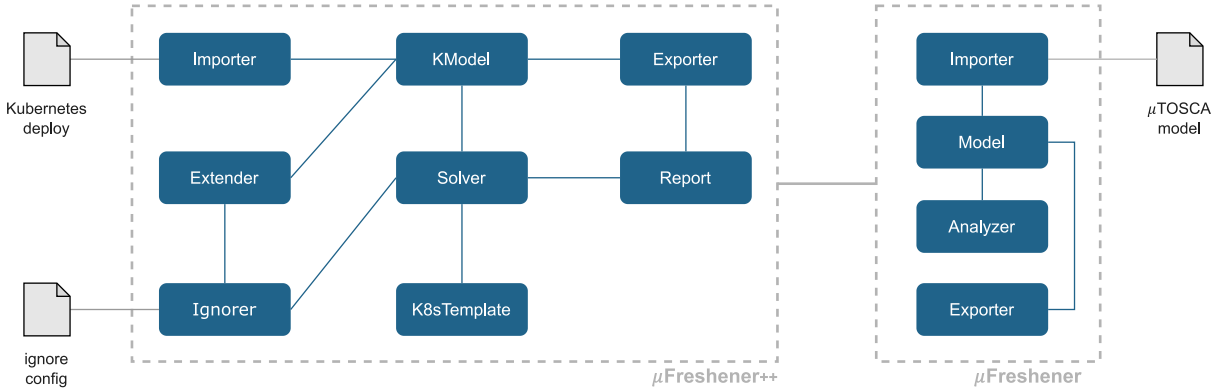 Importer
KModel
Exporter
Importer
Kubernetes
deploy
μTOSCA
model
Model
Extender
Solver
Report
Analyzer
Ignorer
K8sTemplate
Exporter
ignore
config
μFreshener++
μFreshener